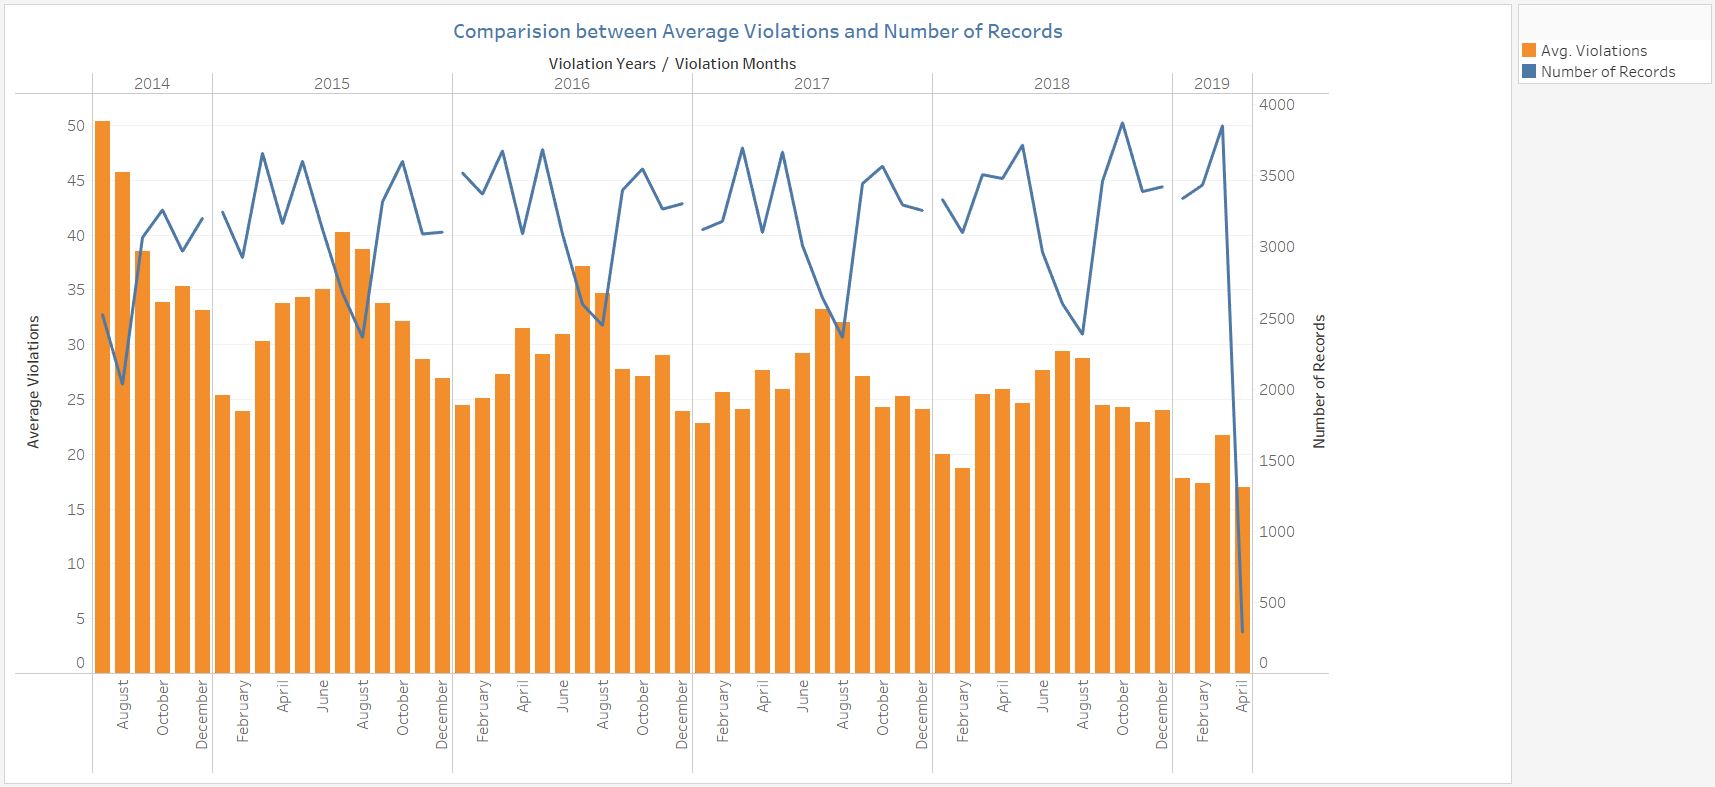 Comparision between Average Violations and Number of Records
Violation Years / Violation Months
2014 2015 2016 2017 2018 2019
Avg. Violations
Number of Records
Average Violations
50
45
40
35
30
25
20
15
10
5
0
4000
3500
3000
2500
2000
1500
1000
500
0
Number of Records
August October December February April June August October December February April June August October December February April June August October December February April June August October December February April